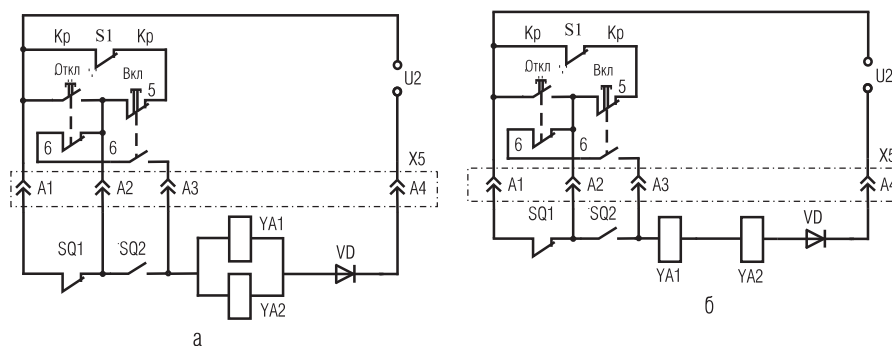 Кр S1 Кр
Откл Вкл
5
U2
6 6
X5
A1 A2 A3 A4
SQ1 SQ2 YA1 VD
YA2
а
Кр S1 Кр
Откл Вкл
5
U2
6 6
X5
A1 A2 A3 A4
SQ1 SQ2 VD
YA1 YA2
б